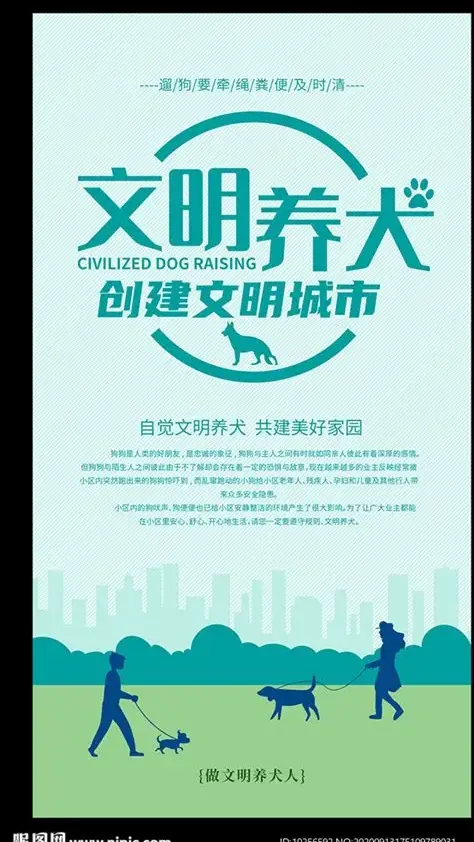 ----遛/狗/要/牵/绳/粪/便/及/时/清----
文明养犬
CIVILIZED DOG RAISING
创建文明城市
自觉文明养犬 共建美好家园
狗狗是人类的好朋友,是忠诚的象征,狗狗与主人之间有时就如同亲人彼此有着深厚的感情。
但狗狗与陌生人之间彼此由于不了解却会存在着一定的恐惧与敌意,现在越来越多的业主反映经常被
小区内突然跑出来的狗狗惊吓到,而乱窜跑动的小狗给小区老年人、残疾人、孕妇和儿童及其他行人带
来众多安全隐患。
小区内的狗吠声、狗便便也已给小区安静整洁的环境产生了很大影响。为了让广大业主都能
在小区里安心、舒心、开心地生活,请您一定要遵守规则、文明养犬。
{做文明养犬人}
昵图网 www.nipic.com
ID:10256592 NO:20200913175109789031